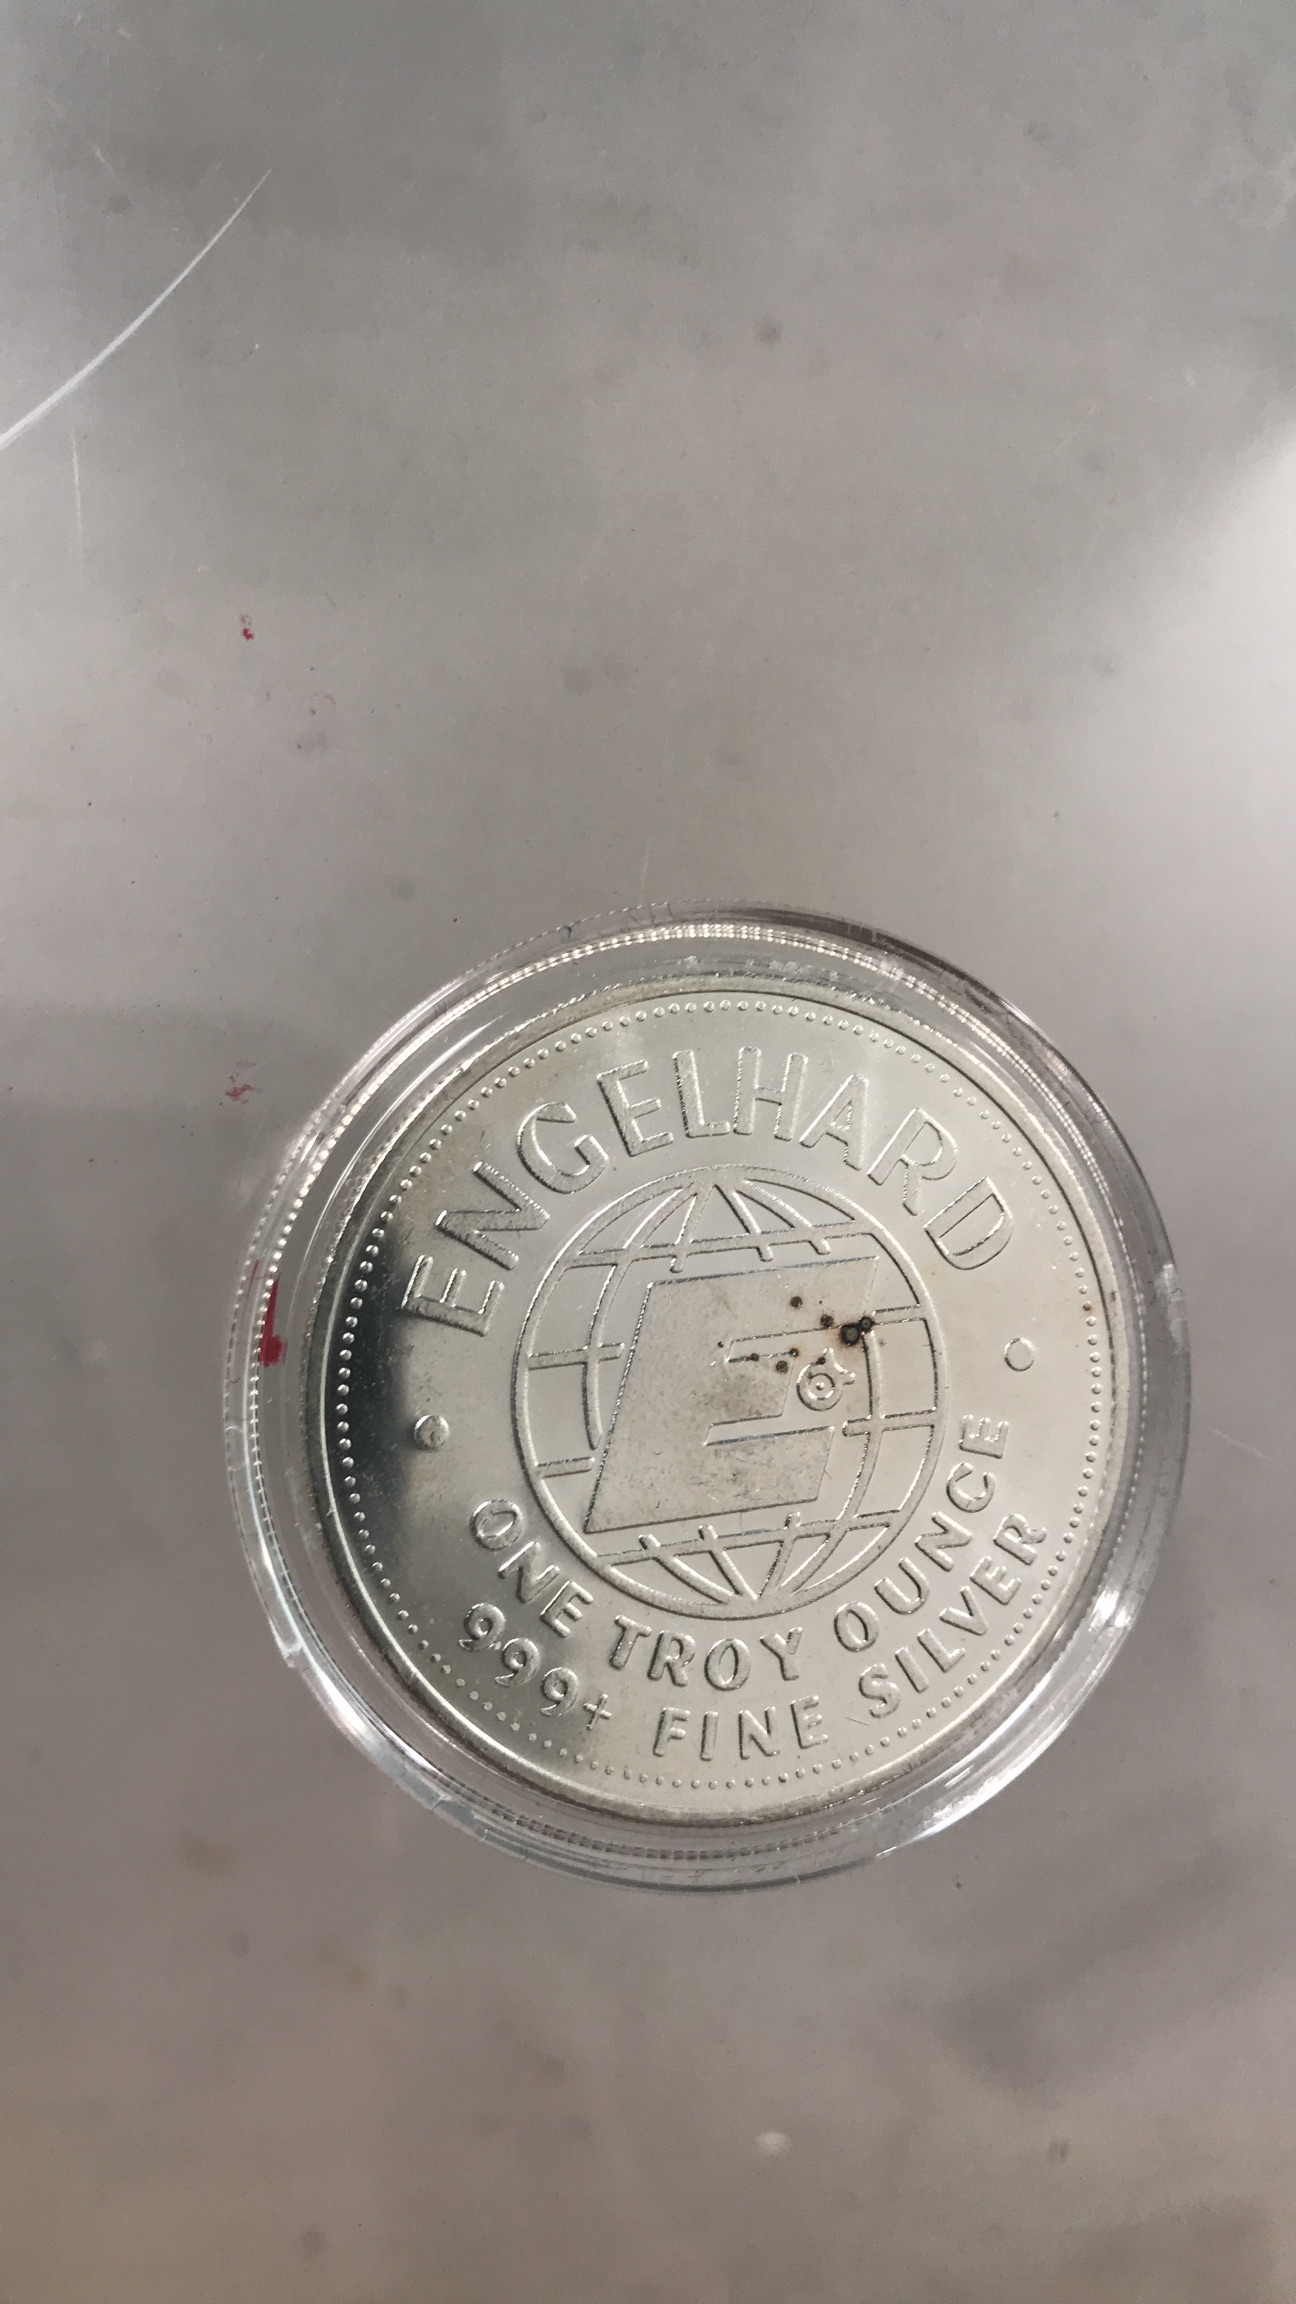 ENGELHARD
E
ONE TROY OUNCE
999+ FINE SILVER